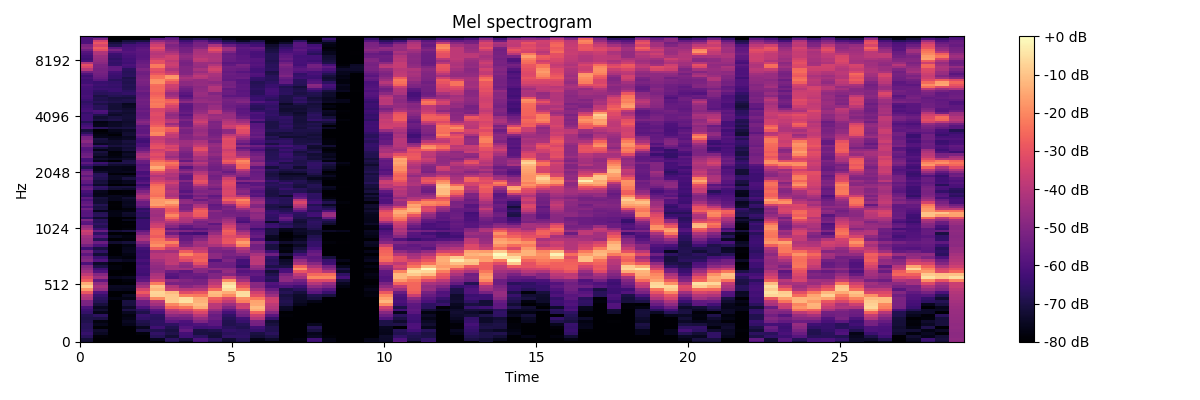 Mel spectrogram
Hz
8192
4096
2048
1024
512
0
0 5 10 15 20 25
Time
+0 dB
-10 dB
-20 dB
-30 dB
-40 dB
-50 dB
-60 dB
-70 dB
-80 dB